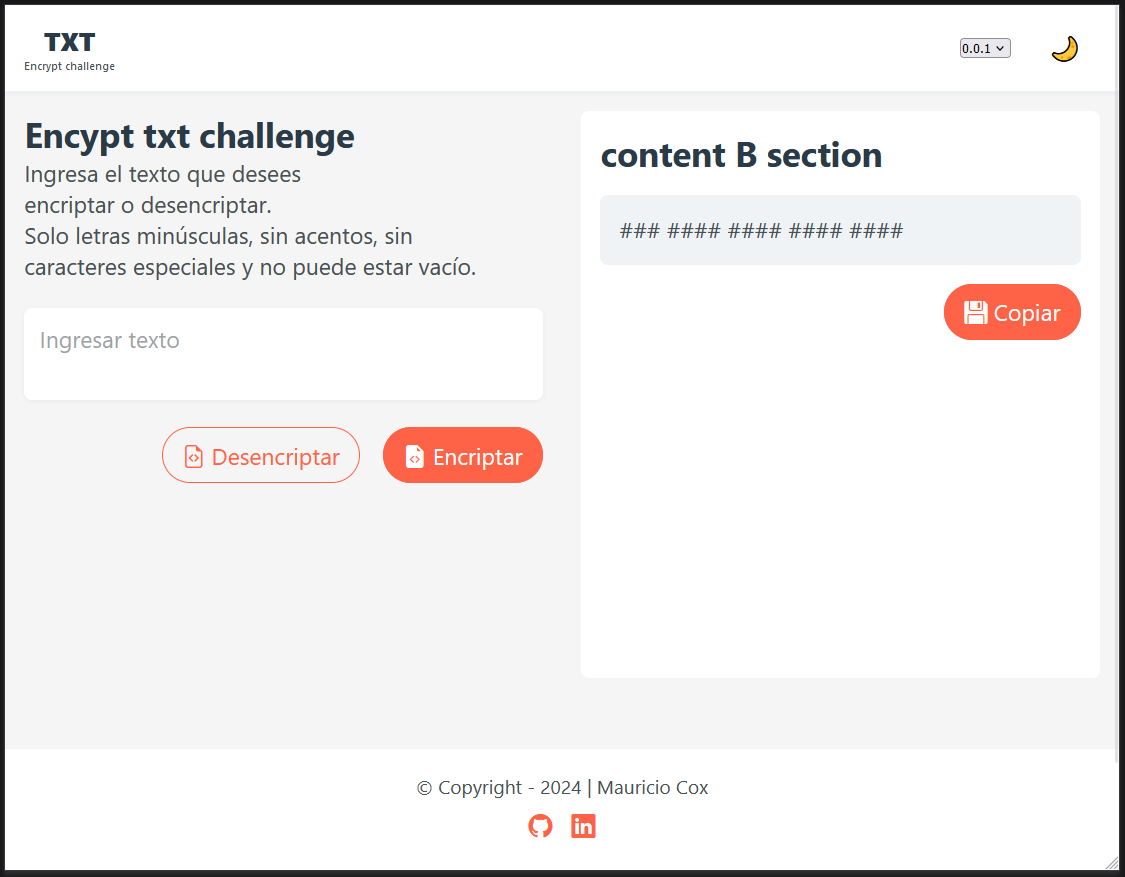 TXT
Encrypt challenge
0.0.1
Encypt txt challenge
Ingresa el texto que desees
encriptar o desencriptar.
Solo letras minúsculas, sin acentos, sin
caracteres especiales y no puede estar vacío.
Ingresar texto
Desencriptar
Encriptar
content B section
### #### #### #### ####
Copiar
© Copyright - 2024 | Mauricio Cox
in